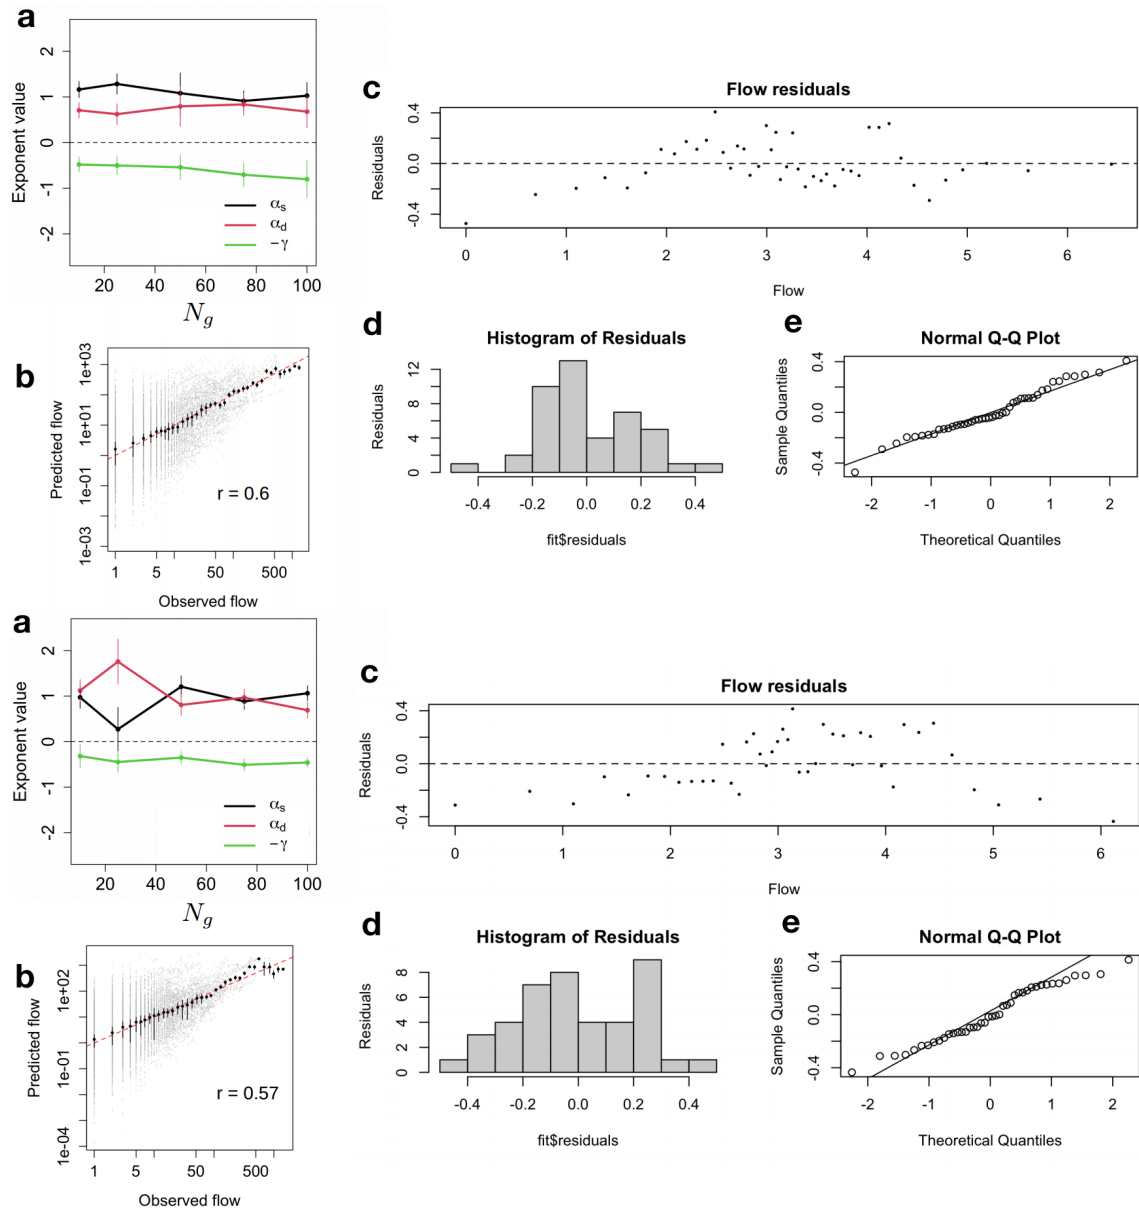 a
2
1
0
-1
-2
Exponent value
αs
αd
−γ
20 40 60 80 100
Ng
b
1e+03
1e+01
1e-01
1e-03
Predicted flow
r = 0.6
1 5 50 500
Observed flow
c
Flow residuals
0.4
0.0
-0.4
Residuals
0 1 2 3 4 5 6
Flow
d
Histogram of Residuals
12
8
4
0
Residuals
-0.4 -0.2 0.0 0.2 0.4
fit$residuals
e
Normal Q-Q Plot
0.4
0.0
-0.4
Sample Quantiles
-2 -1 0 1 2
Theoretical Quantiles
a
2
1
0
-1
-2
Exponent value
αs
αd
−γ
20 40 60 80 100
Ng
b
1e+02
1e-01
1e-04
Predicted flow
r = 0.57
1 5 50 500
Observed flow
c
Flow residuals
0.4
0.0
-0.4
Residuals
0 1 2 3 4 5 6
Flow
d
Histogram of Residuals
8
6
4
2
0
Residuals
-0.4 -0.2 0.0 0.2 0.4
fit$residuals
e
Normal Q-Q Plot
0.4
0.0
-0.4
Sample Quantiles
-2 -1 0 1 2
Theoretical Quantiles